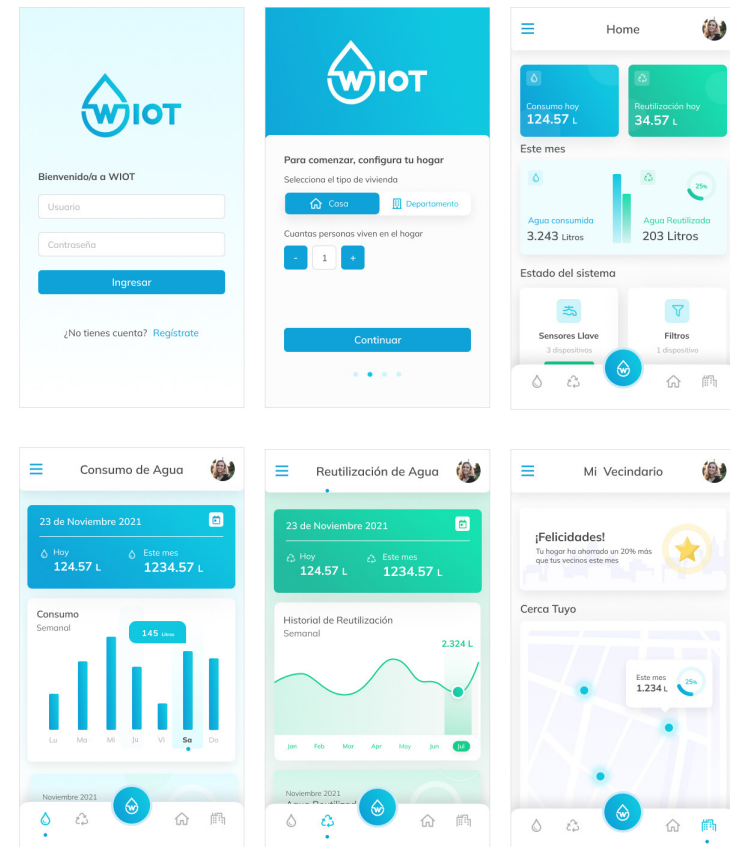 WIOT
Bienvenido/a a WIOT
Usuario
Contraseña
Ingresar
¿No tienes cuenta? Regístrate
WIOT
Para comenzar, configura tu hogar
Selecciona el tipo de vivienda
Casa
Departamento
Cuantas personas viven en el hogar
- 1 +
Continuar
Home
Consumo hoy
124.57 L
Reutilización hoy
34.57 L
Este mes
25%
Agua consumida
3.243 Litros
Agua Reutilizada
203 Litros
Estado del sistema
Sensores Llave
3 dispositivos
Filtros
1 dispositivo
W
Consumo de Agua
23 de Noviembre 2021
Hoy
124.57 L
Este mes
1234.57 L
Consumo
Semanal
145 Litros
Lu Ma Mi Ju Vi Sa Do
Noviembre 2021
W
Reutilización de Agua
23 de Noviembre 2021
Hoy
124.57 L
Este mes
1234.57 L
Historial de Reutilización
Semanal
2.324 L
Jan Feb Mar Apr May Jun Jul
Noviembre 2021
W
Mi Vecindario
¡Felicidades!
Tu hogar ha ahorrado un 20% más
que tus vecinos este mes
Cerca Tuyo
Este mes
1.234 L
25%
W